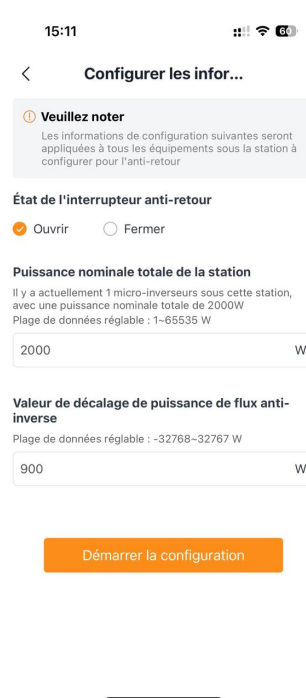 15:11
60
Configurer les infor...
Veuillez noter
Les informations de configuration suivantes seront
appliquées à tous les équipements sous la station à
configurer pour l'anti-retour
État de l'interrupteur anti-retour
Ouvrir
Fermer
Puissance nominale totale de la station
Il y a actuellement 1 micro-inverseurs sous cette station,
avec une puissance nominale totale de 2000W
Plage de données réglable : 1~65535 W
2000 W
Valeur de décalage de puissance de flux anti-
inverse
Plage de données réglable : -32768~32767 W
900 W
Démarrer la configuration